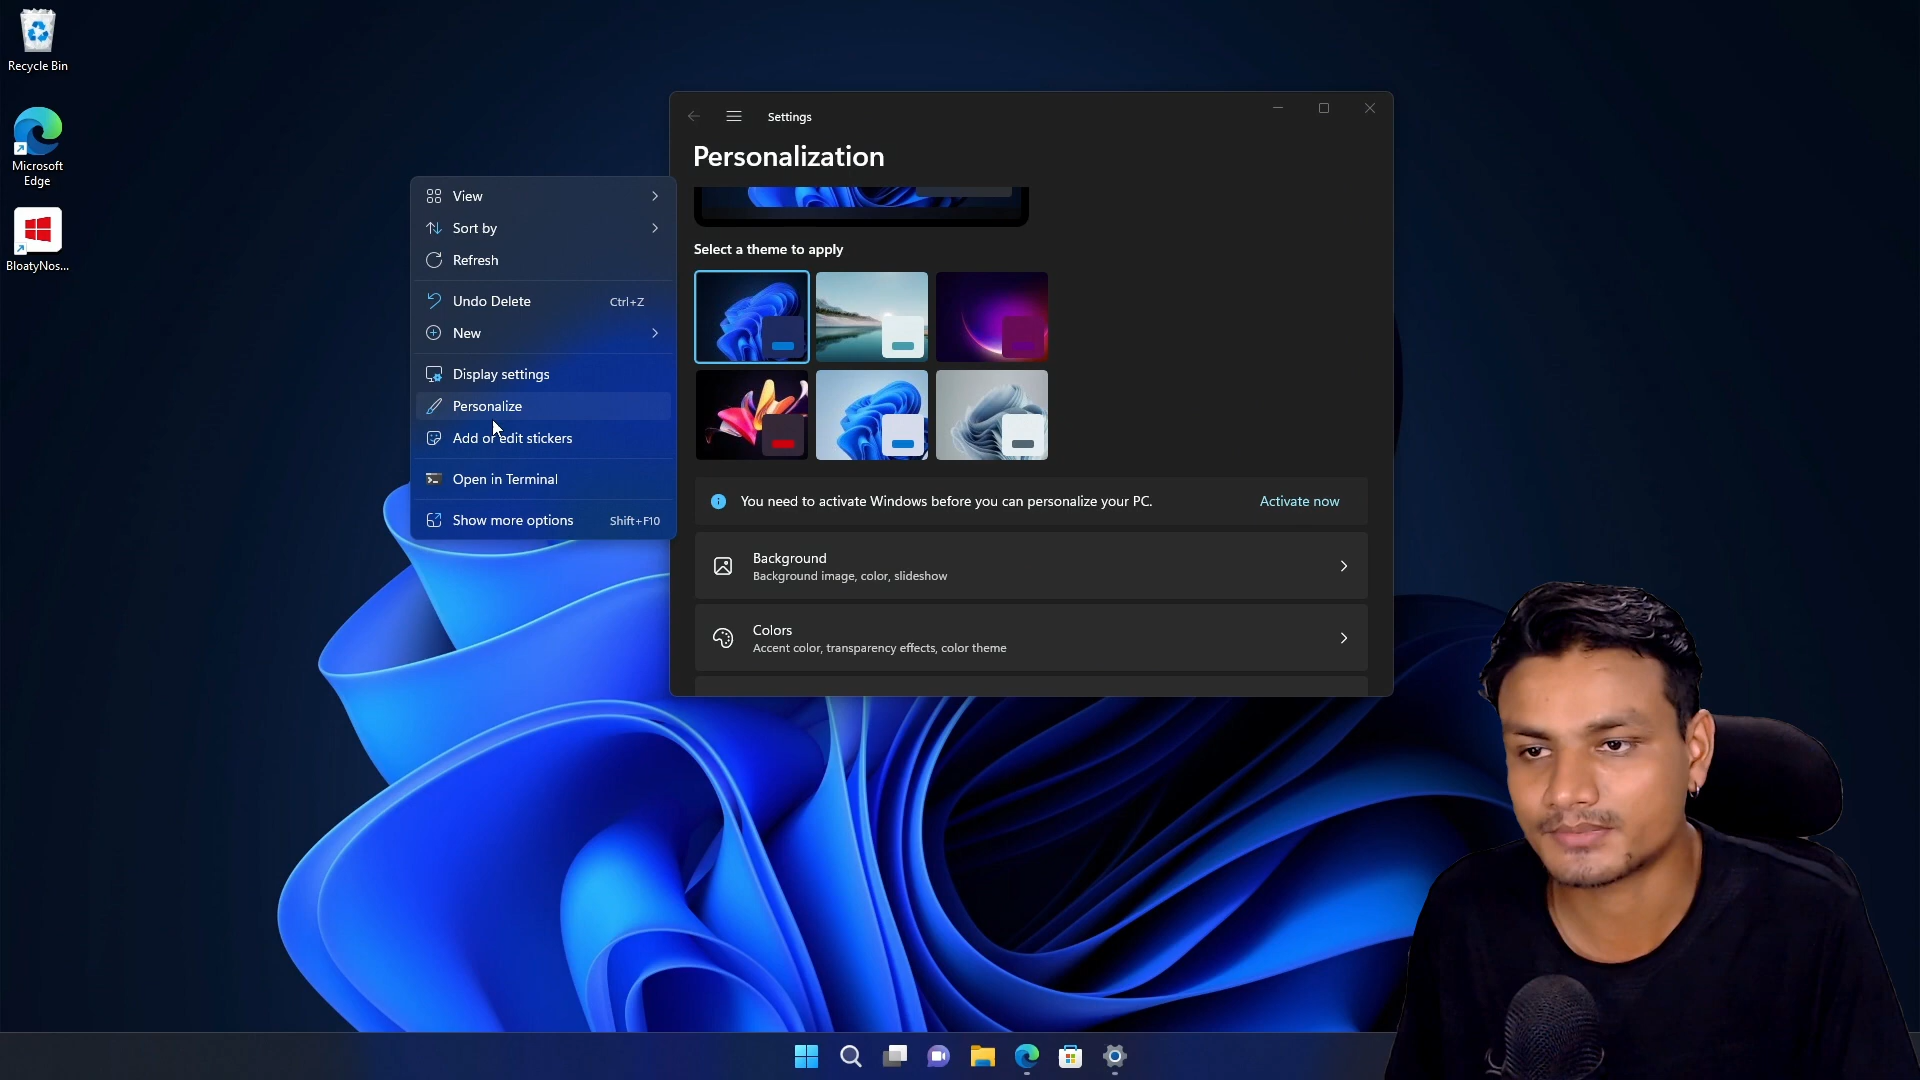 Recycle Bin
Microsoft
Edge
BloatyNos...
View
Sort by
Refresh
Undo Delete Ctrl+Z
New
Display settings
Personalize
Add or edit stickers
Open in Terminal
Show more options Shift+F10
Settings
Personalization
Select a theme to apply
You need to activate Windows before you can personalize your PC. Activate now
Background
Background image, color, slideshow
Colors
Accent color, transparency effects, color theme